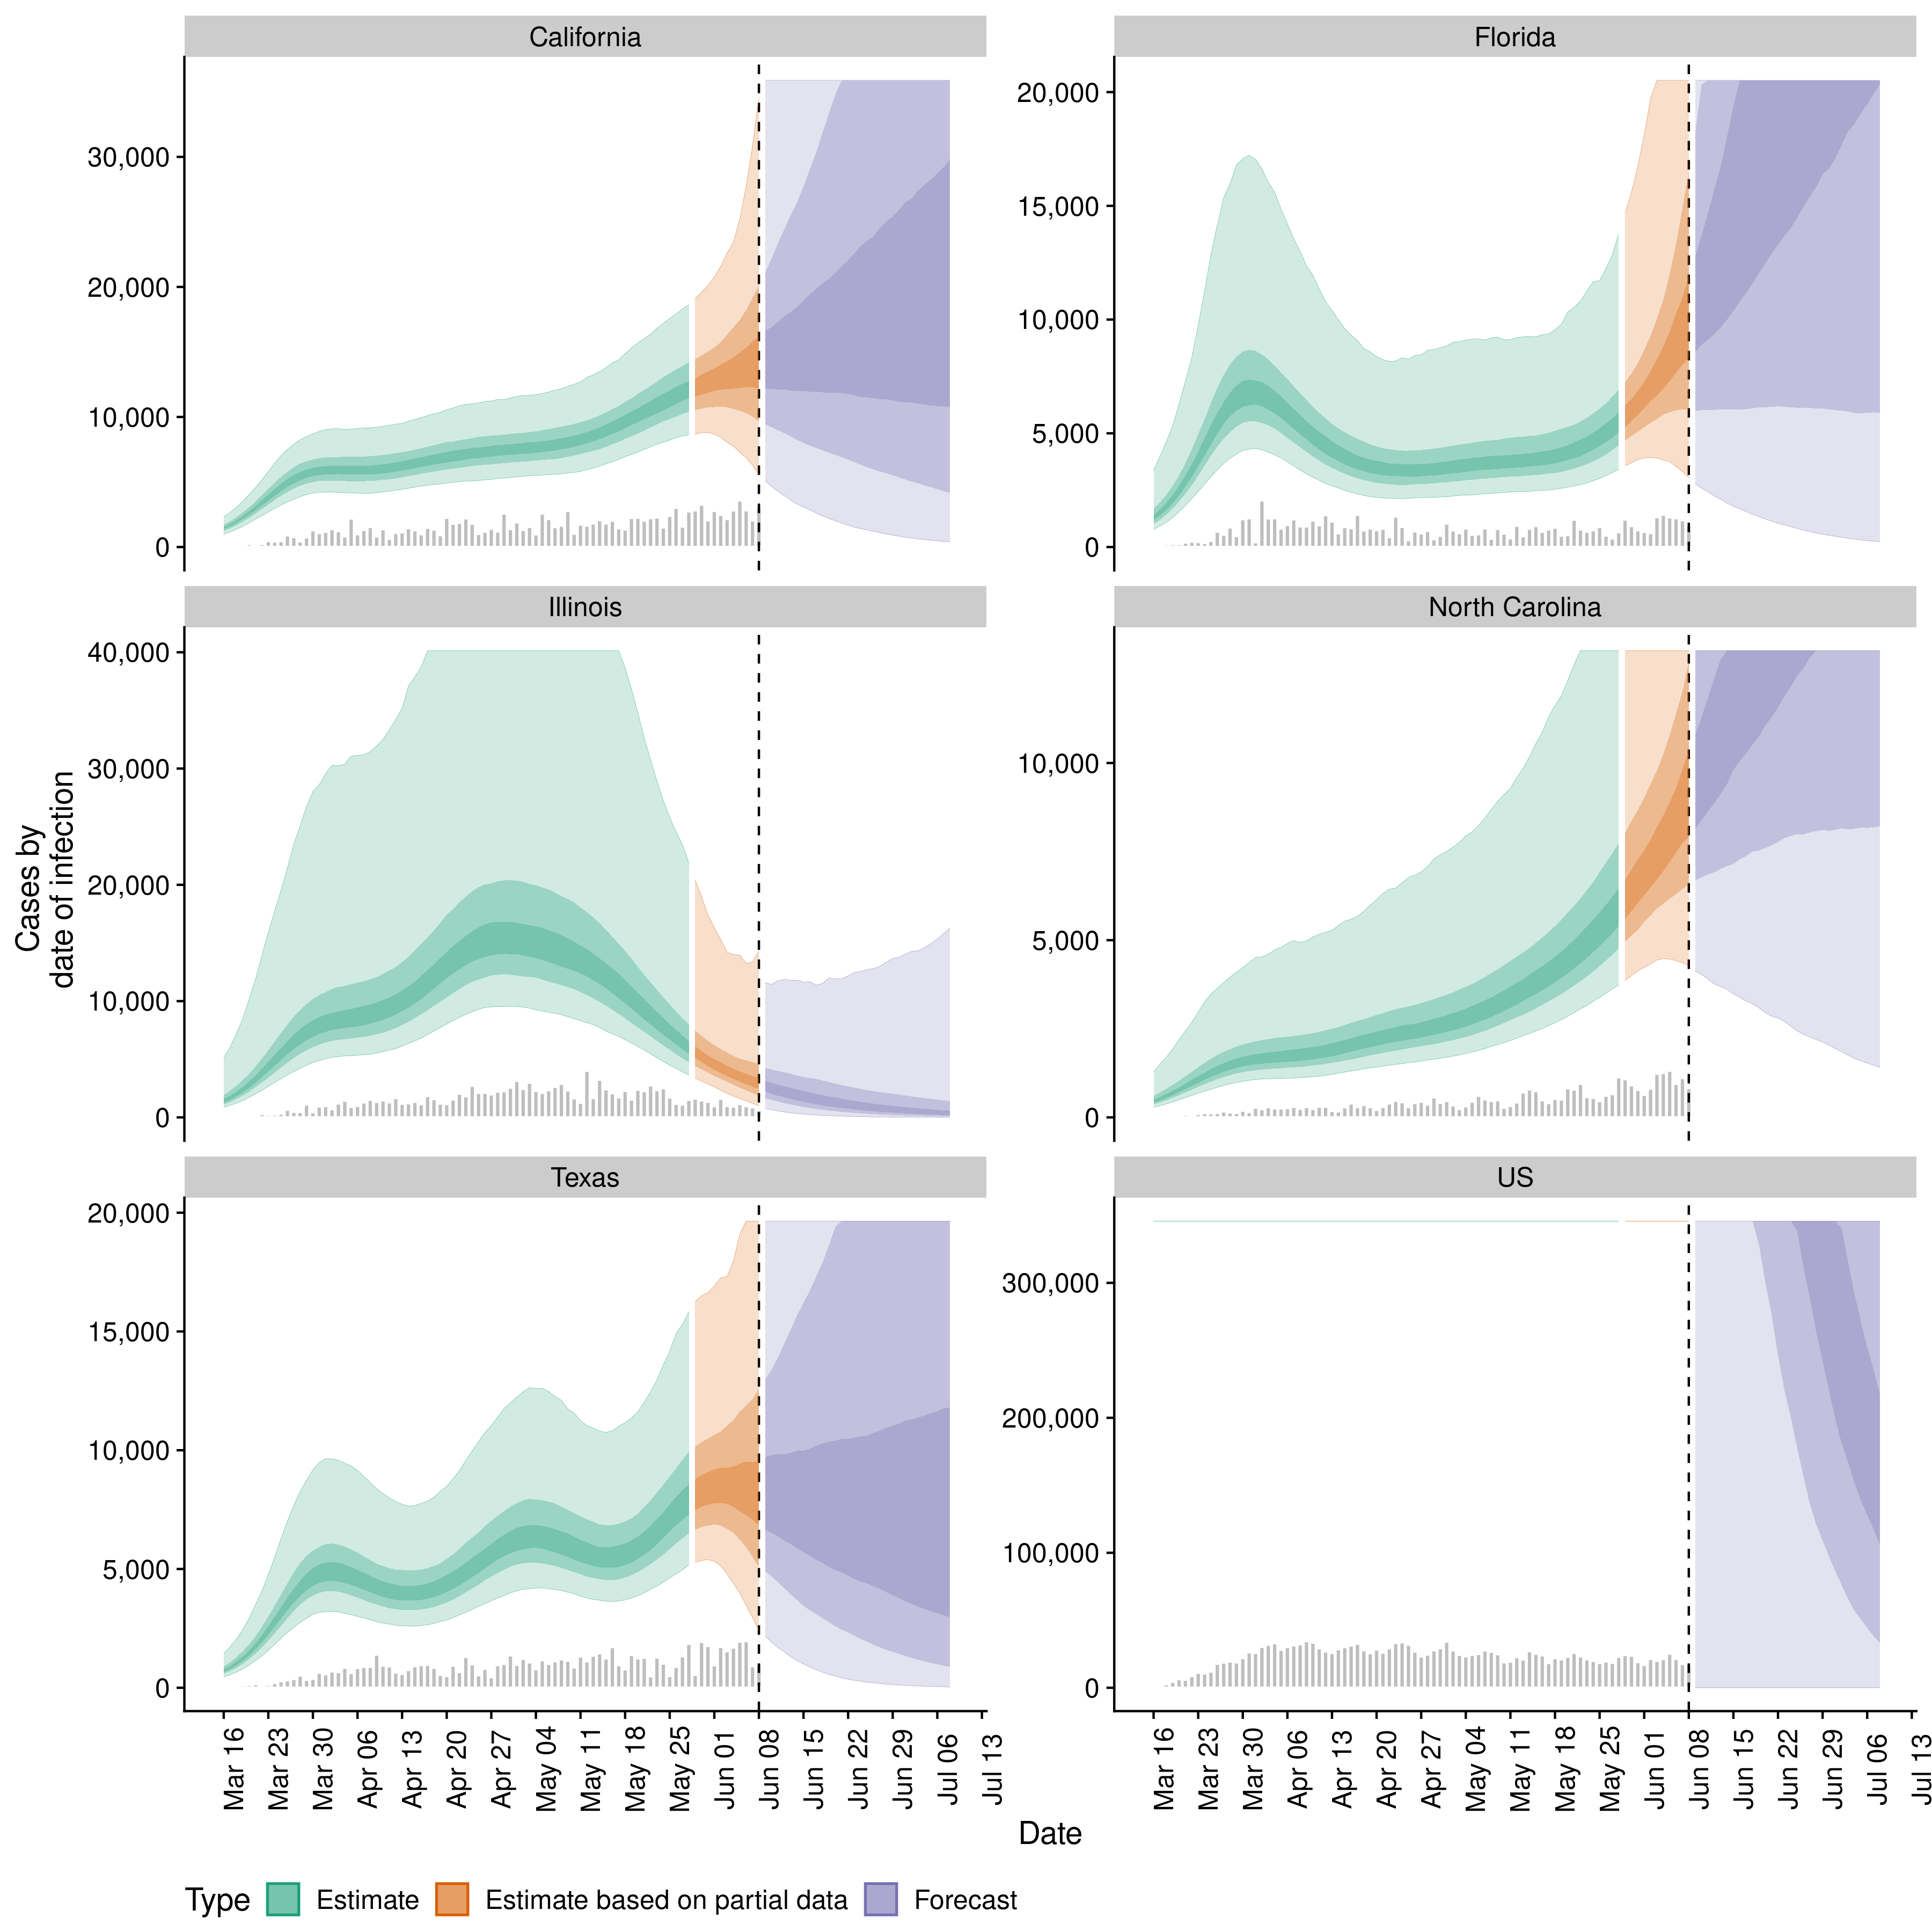 California
Florida
30,000
20,000
10,000
0
20,000
15,000
10,000
5,000
0
Illinois
North Carolina
40,000
30,000
20,000
10,000
0
10,000
5,000
0
Cases by
date of infection
Texas
US
20,000
15,000
10,000
5,000
0
300,000
200,000
100,000
0
Mar 16
Mar 23
Mar 30
Apr 06
Apr 13
Apr 20
Apr 27
May 04
May 11
May 18
May 25
Jun 01
Jun 08
Jun 15
Jun 22
Jun 29
Jul 06
Jul 13
Mar 16
Mar 23
Mar 30
Apr 06
Apr 13
Apr 20
Apr 27
May 04
May 11
May 18
May 25
Jun 01
Jun 08
Jun 15
Jun 22
Jun 29
Jul 06
Jul 13
Date
Type Estimate Estimate based on partial data Forecast